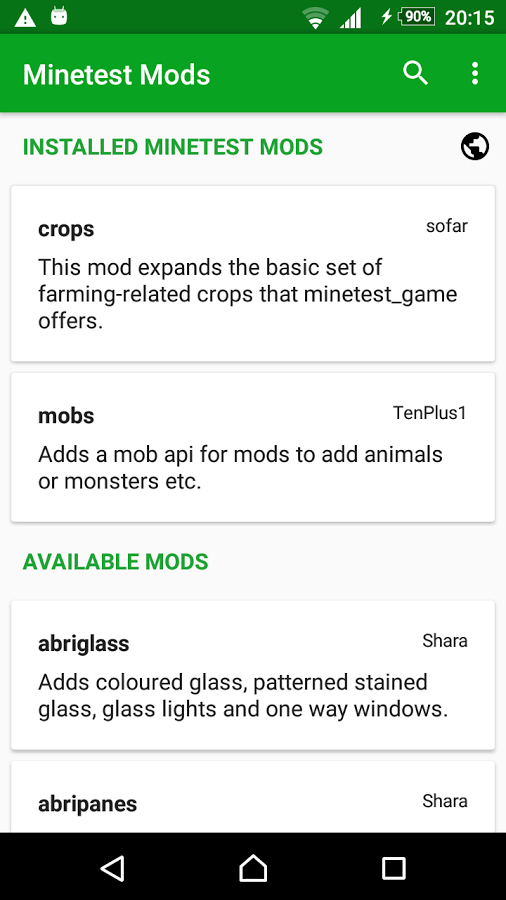 90% 20:15
Minetest Mods
INSTALLED MINETEST MODS
crops sofar
This mod expands the basic set of
farming-related crops that minetest_game
offers.
mobs TenPlus1
Adds a mob api for mods to add animals
or monsters etc.
AVAILABLE MODS
abriglass Shara
Adds coloured glass, patterned stained
glass, glass lights and one way windows.
abripanes Shara